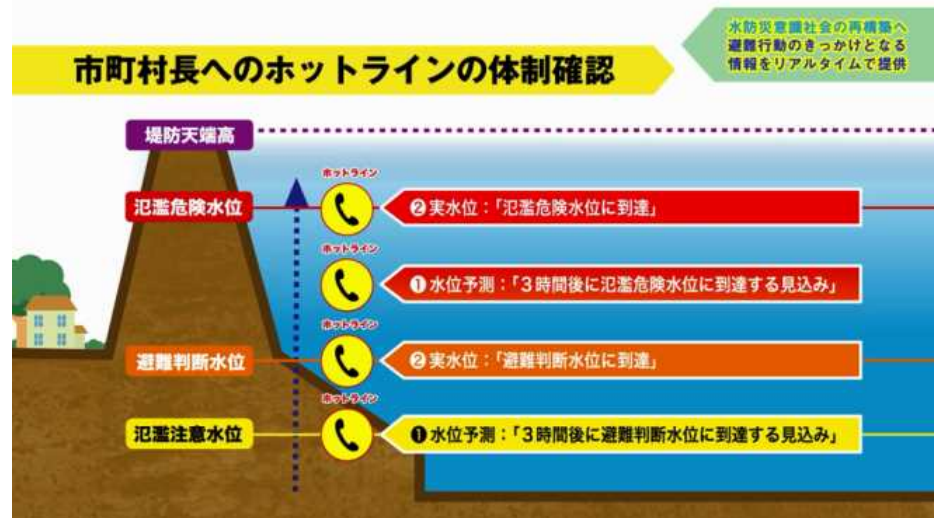 市町村長へのホットラインの体制確認
水防災意識社会の再構築へ
避難行動のきっかけとなる
情報をリアルタイムで提供
堤防天端高
ホットライン
氾濫危険水位
❷実水位：「氾濫危険水位に到達」
ホットライン
❶水位予測：「３時間後に氾濫危険水位に到達する見込み」
ホットライン
避難判断水位
❷実水位：「避難判断水位に到達」
ホットライン
氾濫注意水位
❶水位予測：「３時間後に避難判断水位に到達する見込み」